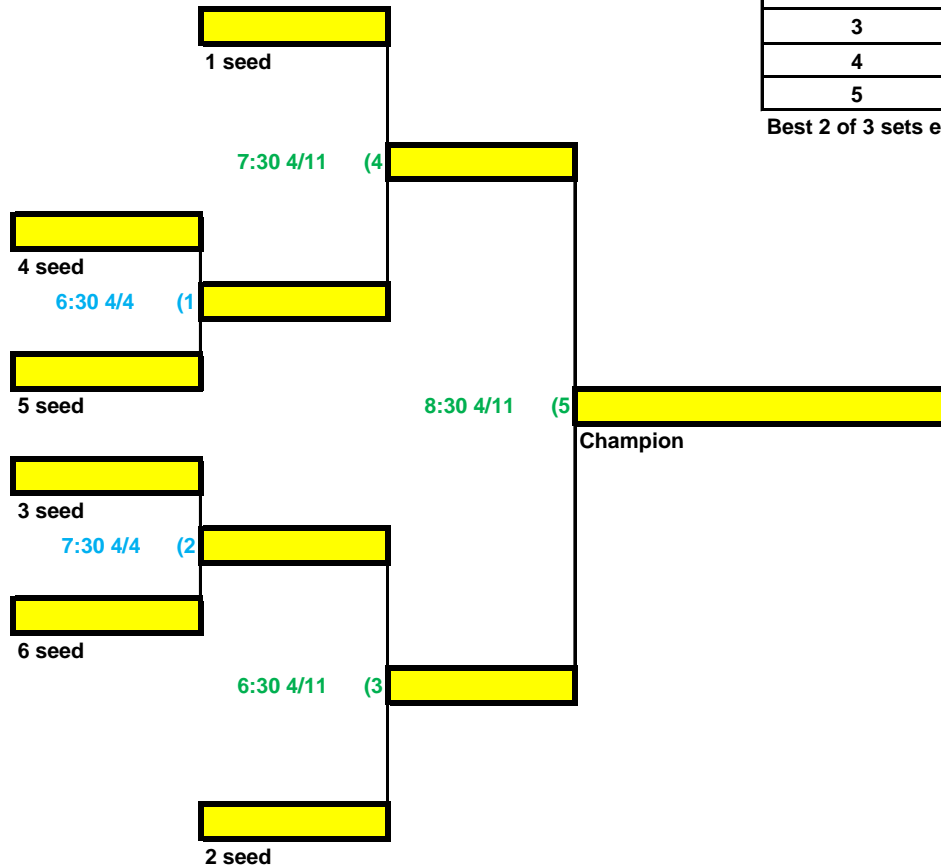 3
1 seed
4
5
Best 2 of 3 sets e
7:30 4/11 (4
4 seed
6:30 4/4 (1
5 seed
8:30 4/11 (5
Champion
3 seed
7:30 4/4 (2
6 seed
6:30 4/11 (3
2 seed